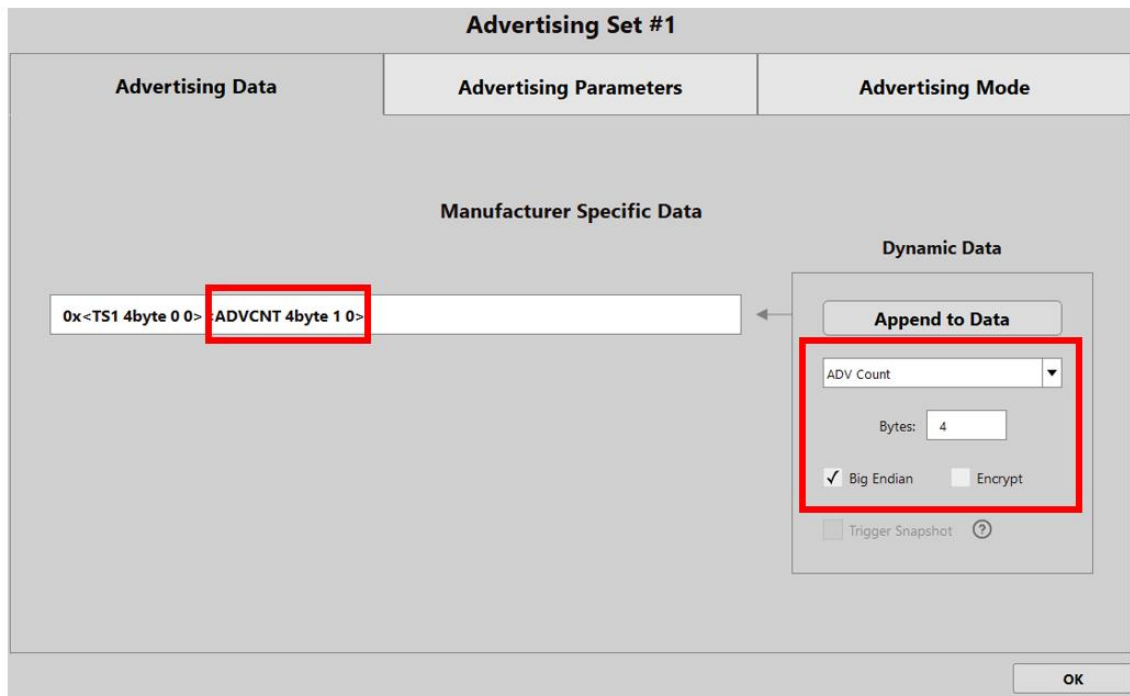 Advertising Set #1
Advertising Data
Advertising Parameters
Advertising Mode
Manufacturer Specific Data
Dynamic Data
0x<TS1 4byte 0 0> <ADVCNT 4byte 1 0>
Append to Data
ADV Count
Bytes: 4
Big Endian
Encrypt
Trigger Snapshot ?
OK